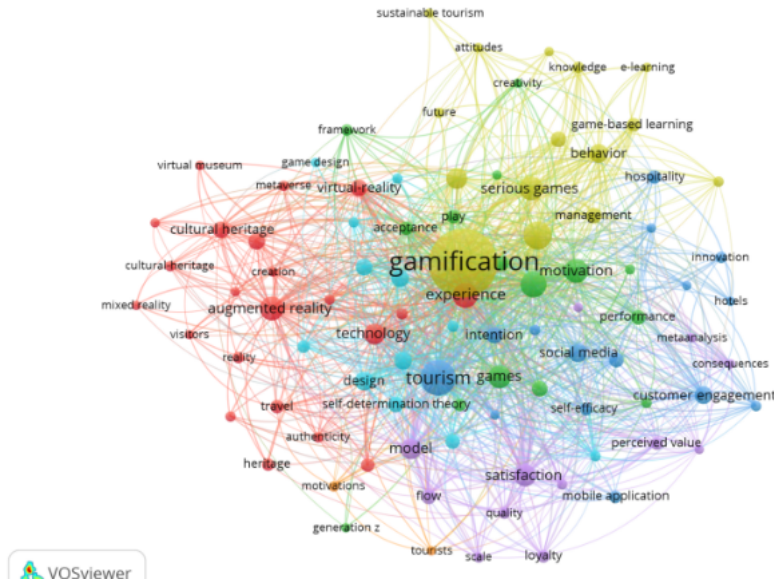 sustainable tourism
attitudes
knowledge
e-learning
creativity
future
game-based learning
framework
behavior
virtual museum
game design
hospitality
metaverse
virtual-reality
serious games
play
management
cultural heritage
acceptance
innovation
gamification
cultural-heritage
creation
motivation
experience
hotels
mixed reality
augmented reality
performance
visitors
technology
intention
metaanalysis
reality
social media
consequences
design
tourism
games
customer engagement
travel
self-determination theory
self-efficacy
authenticity
model
perceived value
heritage
satisfaction
motivations
flow
mobile application
quality
generation z
tourists
scale
loyalty
VOSviewer